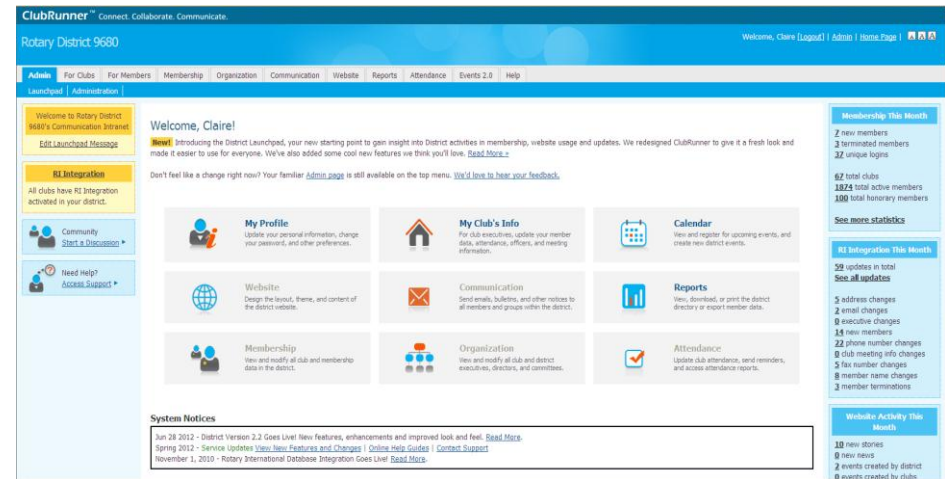 ClubRunner™ Connect. Collaborate. Communicate.
Rotary District 9680
Welcome, Claire [Logout] | Admin | Home Page | A A A
Admin For Clubs For Members Membership Organization Communication Website Reports Attendance Events 2.0 Help
Launchpad | Administration |
Welcome to Rotary District
9680's Communication Intranet
Edit Launchpad Message
RI Integration
All clubs have RI Integration
activated in your district.
Community
Start a Discussion
Need Help?
Access Support
Welcome, Claire!
New! Introducing the District Launchpad, your new starting point to gain insight into District activities in membership, website usage and updates. We redesigned ClubRunner to give it a fresh look and
made it easier to use for everyone. We've also added some cool new features we think you'll love. Read More »
Don't feel like a change right now? Your familiar Admin page is still available on the top menu. We'd love to hear your feedback.
My Profile
Update your personal information, change
your password, and other preferences.
My Club's Info
For club executives, update your member
data, attendance, officers, and meeting
information.
Calendar
View and register for upcoming events, and
create new district events.
Website
Design the layout, theme, and content of
the district website.
Communication
Send emails, bulletins, and other notices to
all members and groups within the district.
Reports
View, download, or print the district
directory or export member data.
Membership
View and modify all club and membership
data in the district.
Organization
View and modify all club and district
executives, directors, and committees.
Attendance
Update club attendance, send reminders,
and access attendance reports.
System Notices
Jun 28 2012 - District Version 2.2 Goes Live! New features, enhancements and improved look and feel. Read More.
Spring 2012 - Service Updates View New Features and Changes | Online Help Guides | Contact Support
November 1, 2010 - Rotary International Database Integration Goes Live! Read More.
Membership This Month
7 new members
3 terminated members
37 unique logins
67 total clubs
1874 total active members
100 total honorary members
See more statistics
RI Integration This Month
59 updates in total
See all updates
5 address changes
2 email changes
0 executive changes
14 new members
22 phone number changes
0 club meeting info changes
5 fax number changes
8 member name changes
3 member terminations
Website Activity This
Month
10 new stories
0 new news
2 events created by district
0 events created by clubs